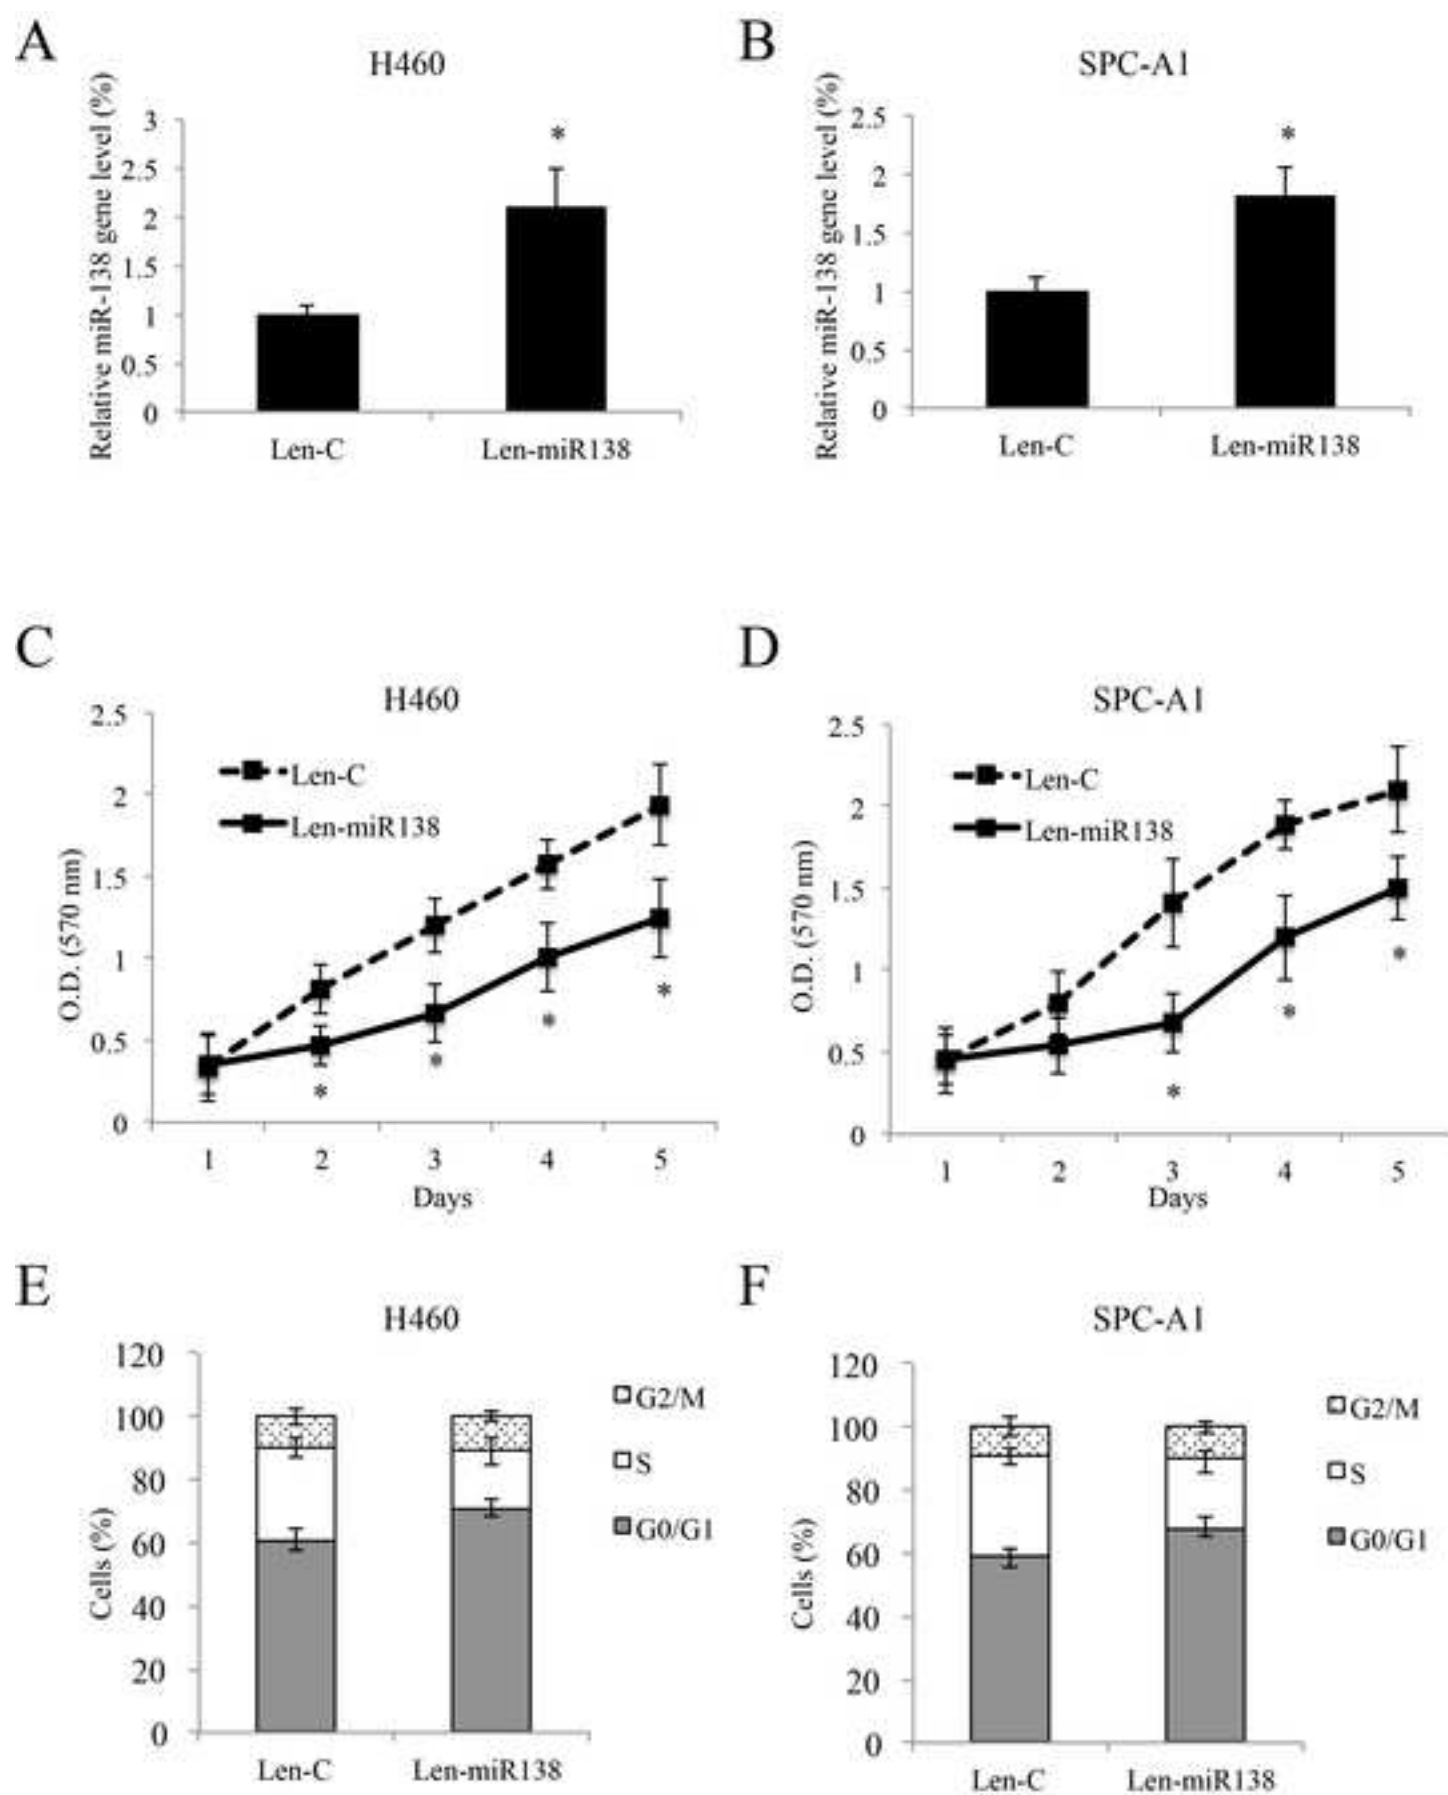 A
H460
Relative miR-138 gene level (%)
3
2.5
2
1.5
1
0.5
0
*
Len-C
Len-miR138
B
SPC-A1
Relative miR-138 gene level (%)
2.5
2
1.5
1
0.5
0
*
Len-C
Len-miR138
C
H460
O.D. (570 nm)
2.5
2
1.5
1
0.5
0
Len-C
Len-miR138
*
*
*
*
1 2 3 4 5
Days
D
SPC-A1
O.D. (570 nm)
2.5
2
1.5
1
0.5
0
Len-C
Len-miR138
*
*
*
1 2 3 4 5
Days
E
H460
Cells (%)
120
100
80
60
40
20
0
G2/M
S
G0/G1
Len-C
Len-miR138
F
SPC-A1
Cells (%)
120
100
80
60
40
20
0
G2/M
S
G0/G1
Len-C
Len-miR138